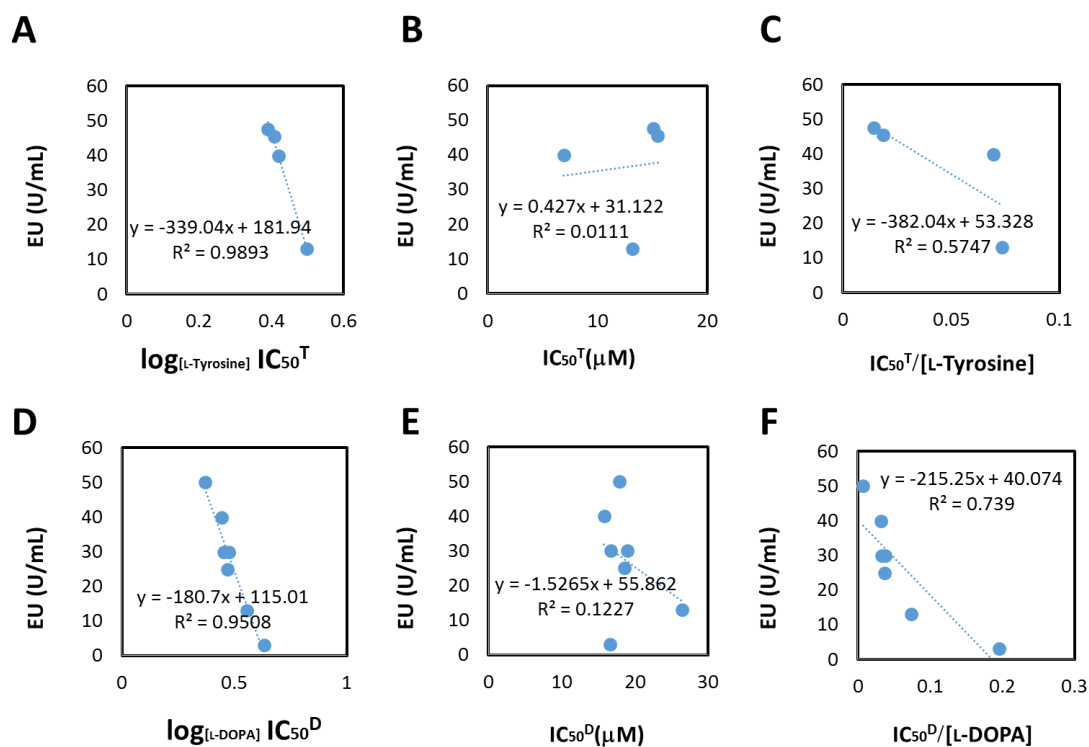 A
EU (U/mL)
60
50
40
30
20
10
0
y = -339.04x + 181.94
R² = 0.9893
0
0.2
0.4
0.6
log[L-Tyrosine] IC50ᵀ
B
EU (U/mL)
60
50
40
30
20
10
0
y = 0.427x + 31.122
R² = 0.0111
0
10
20
IC50ᵀ(μM)
C
EU (U/mL)
60
50
40
30
20
10
0
y = -382.04x + 53.328
R² = 0.5747
0
0.05
0.1
IC50ᵀ/[L-Tyrosine]
D
EU (U/mL)
60
50
40
30
20
10
0
y = -180.7x + 115.01
R² = 0.9508
0
0.5
1
log[L-DOPA] IC50ᴰ
E
EU (U/mL)
60
50
40
30
20
10
0
y = -1.5265x + 55.862
R² = 0.1227
0
10
20
30
IC50ᴰ(μM)
F
EU (U/mL)
60
50
40
30
20
10
0
y = -215.25x + 40.074
R² = 0.739
0
0.1
0.2
0.3
IC50ᴰ/[L-DOPA]